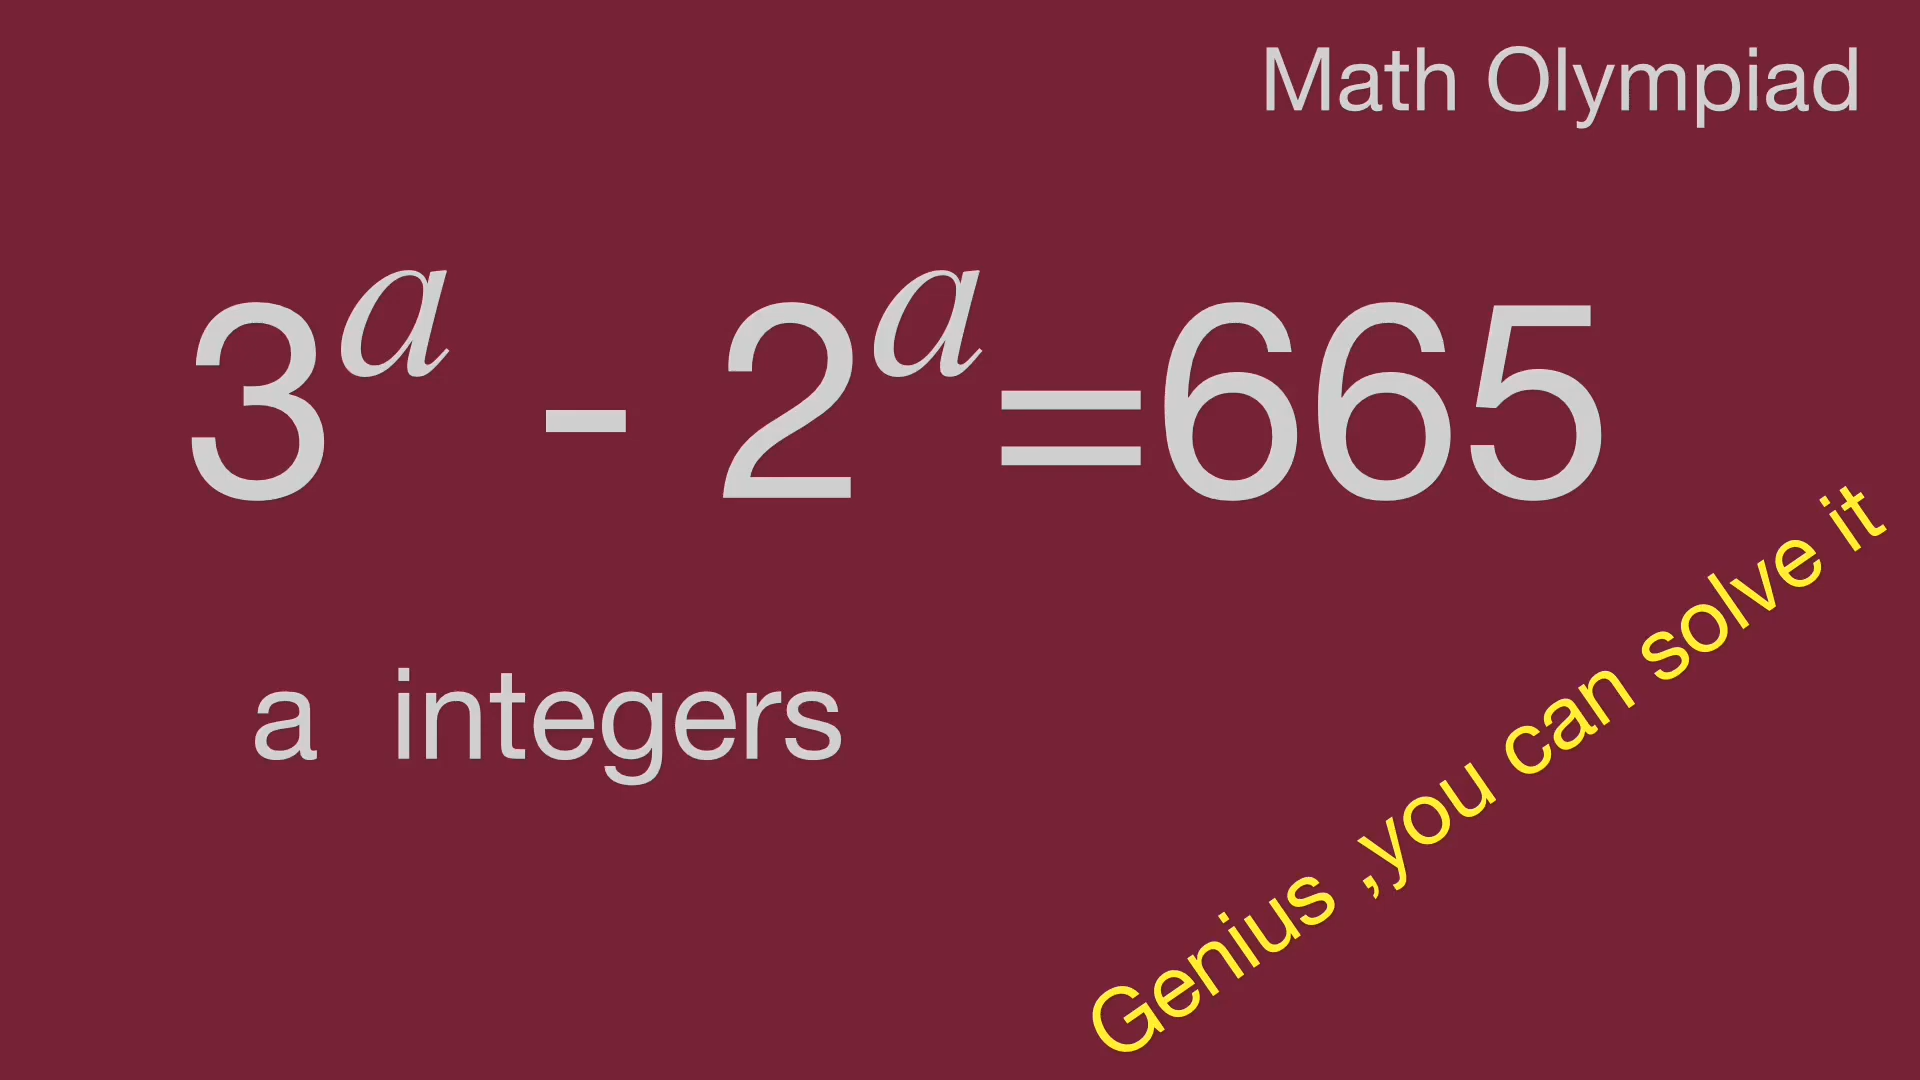 Math Olympiad
3^a - 2^a=665
a integers
Genius ,you can solve it